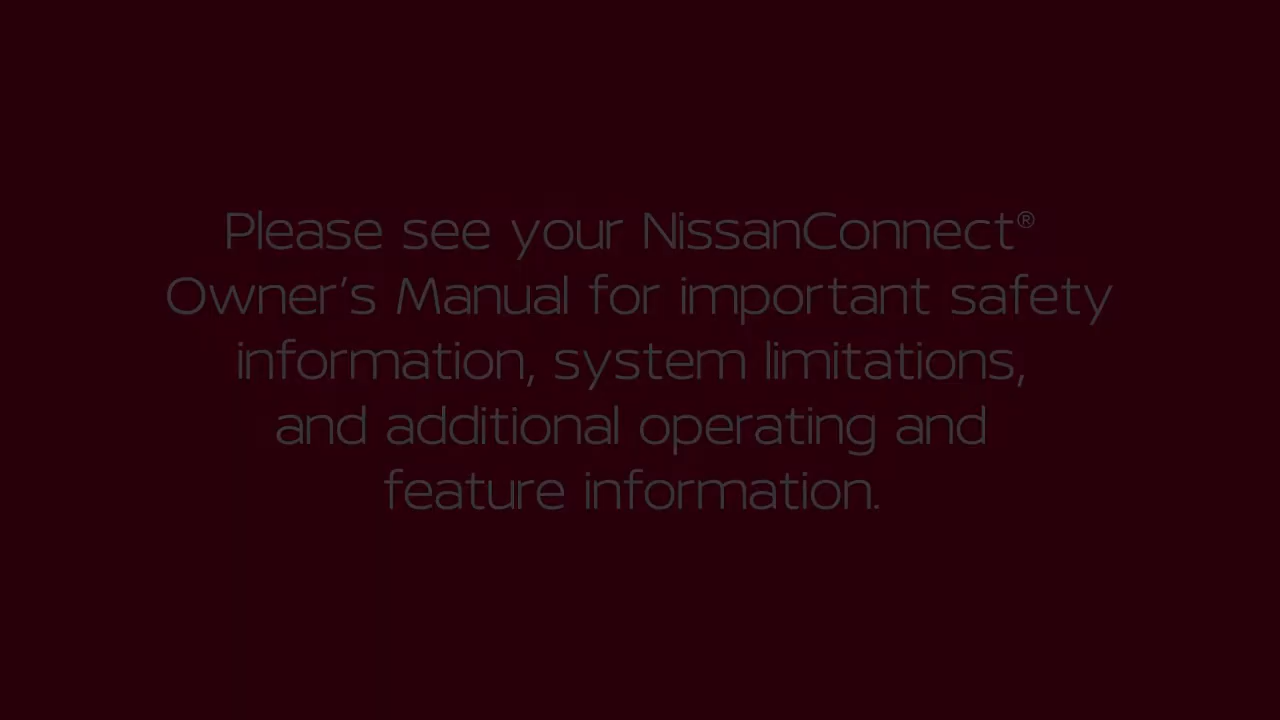 Please see your NissanConnect®
Owner’s Manual for important safety
information, system limitations,
and additional operating and
feature information.